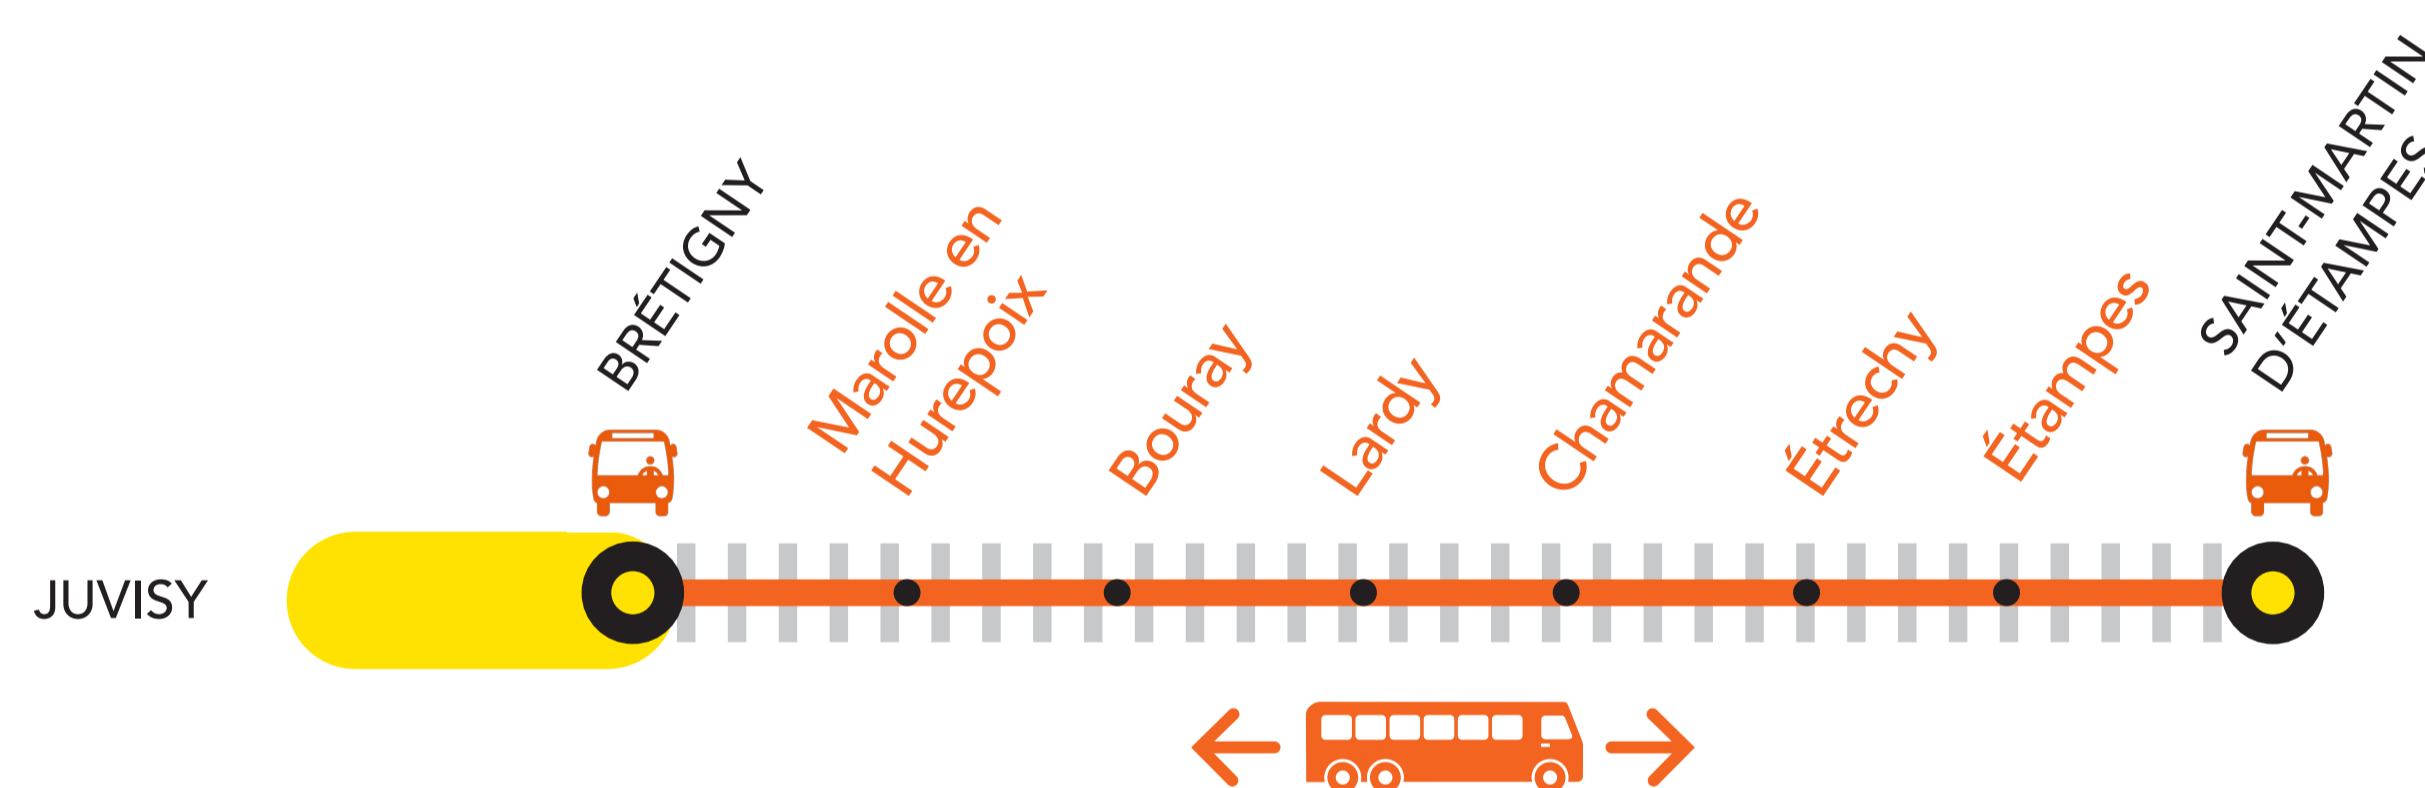 JUVISY
BRÉTIGNY
Marolle en
Hurepoix
Bouray
Lardy
Chamarande
Étrechy
Étampes
SAINT-MARTIN
D'ÉTAMPES